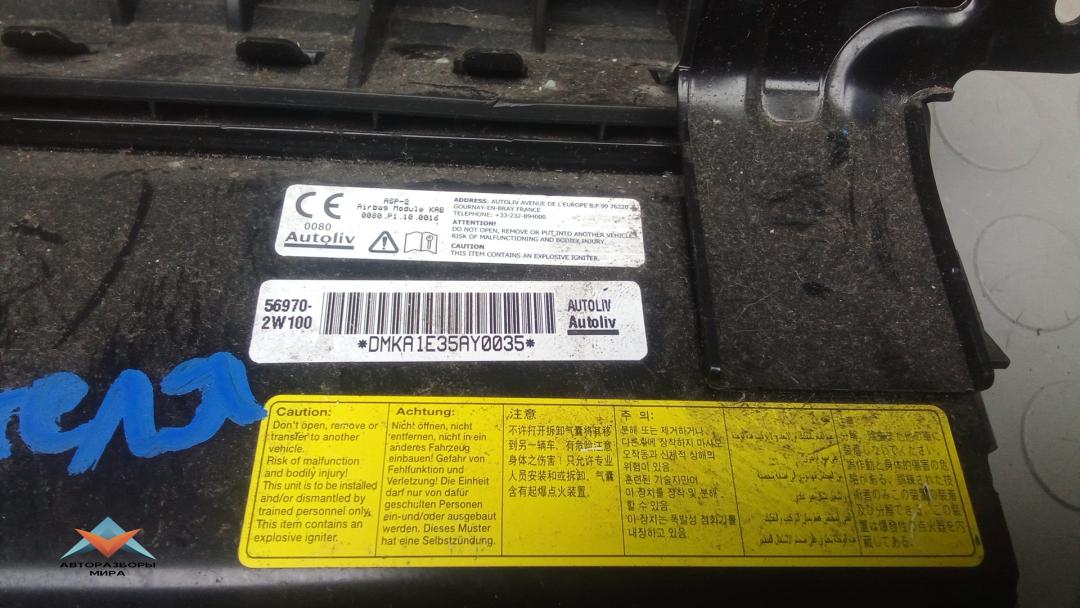 CE
0080
ASP-2
Airbag Module KAB
0080.P1.10.0016
Autoliv
ADDRESS: AUTOLIV AVENUE DE L'EUROPE B.P.99 76220
GOURNAY-EN-BRAY FRANCE
TELEPHONE: +33-232-894000
ATTENTION!
DO NOT OPEN, REMOVE OR PUT INTO ANOTHER VEHICLE.
RISK OF MALFUNCTIONING AND BODILY INJURY.
CAUTION
THIS ITEM CONTAINS AN EXPLOSIVE IGNITER.
56970-
2W100
AUTOLIV
Autoliv
*DMKA1E35AY0035*
Caution:
Don't open, remove or
transfer to another
vehicle.
Risk of malfunction
and bodily injury!
This unit is to be installed
and/or dismantled by
trained personnel only.
This item contains an
explosive igniter.
Achtung:
Nicht öffnen, nicht
entfernen, nicht in ein
anderes Fahrzeug
einbauen! Gefahr von
Fehlfunktion und
Verletzung! Die Einheit
darf nur von dafür
geschulten Personen
ein-und/oder ausgebaut
werden. Dieses Muster
hat eine Selbstzündung.
注意
不许打开拆卸气囊将其移
到另一辆车. 有危险注意
身体之伤害! 只允许专业
人员安装或拆卸. 气囊
含有起爆点火装置.
주 의:
분해 또는 제거하거나,
다른차에 장착하지 마시오
오작동과 신체적 상해의
위험이 있음.
훈련된 기술자만이
이 장치를 장착 및 분해
할 수 있음.
이 장치는 폭발성 점화기를
내장하고 있음.
АВТОРАЗБОРЫ
МИРА